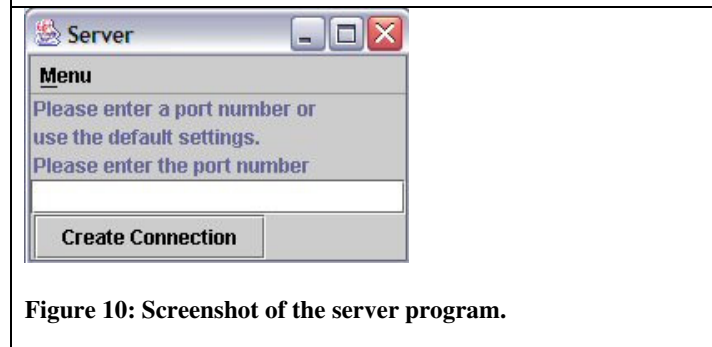 Server
Menu
Please enter a port number or
use the default settings.
Please enter the port number
Create Connection
Figure 10: Screenshot of the server program.